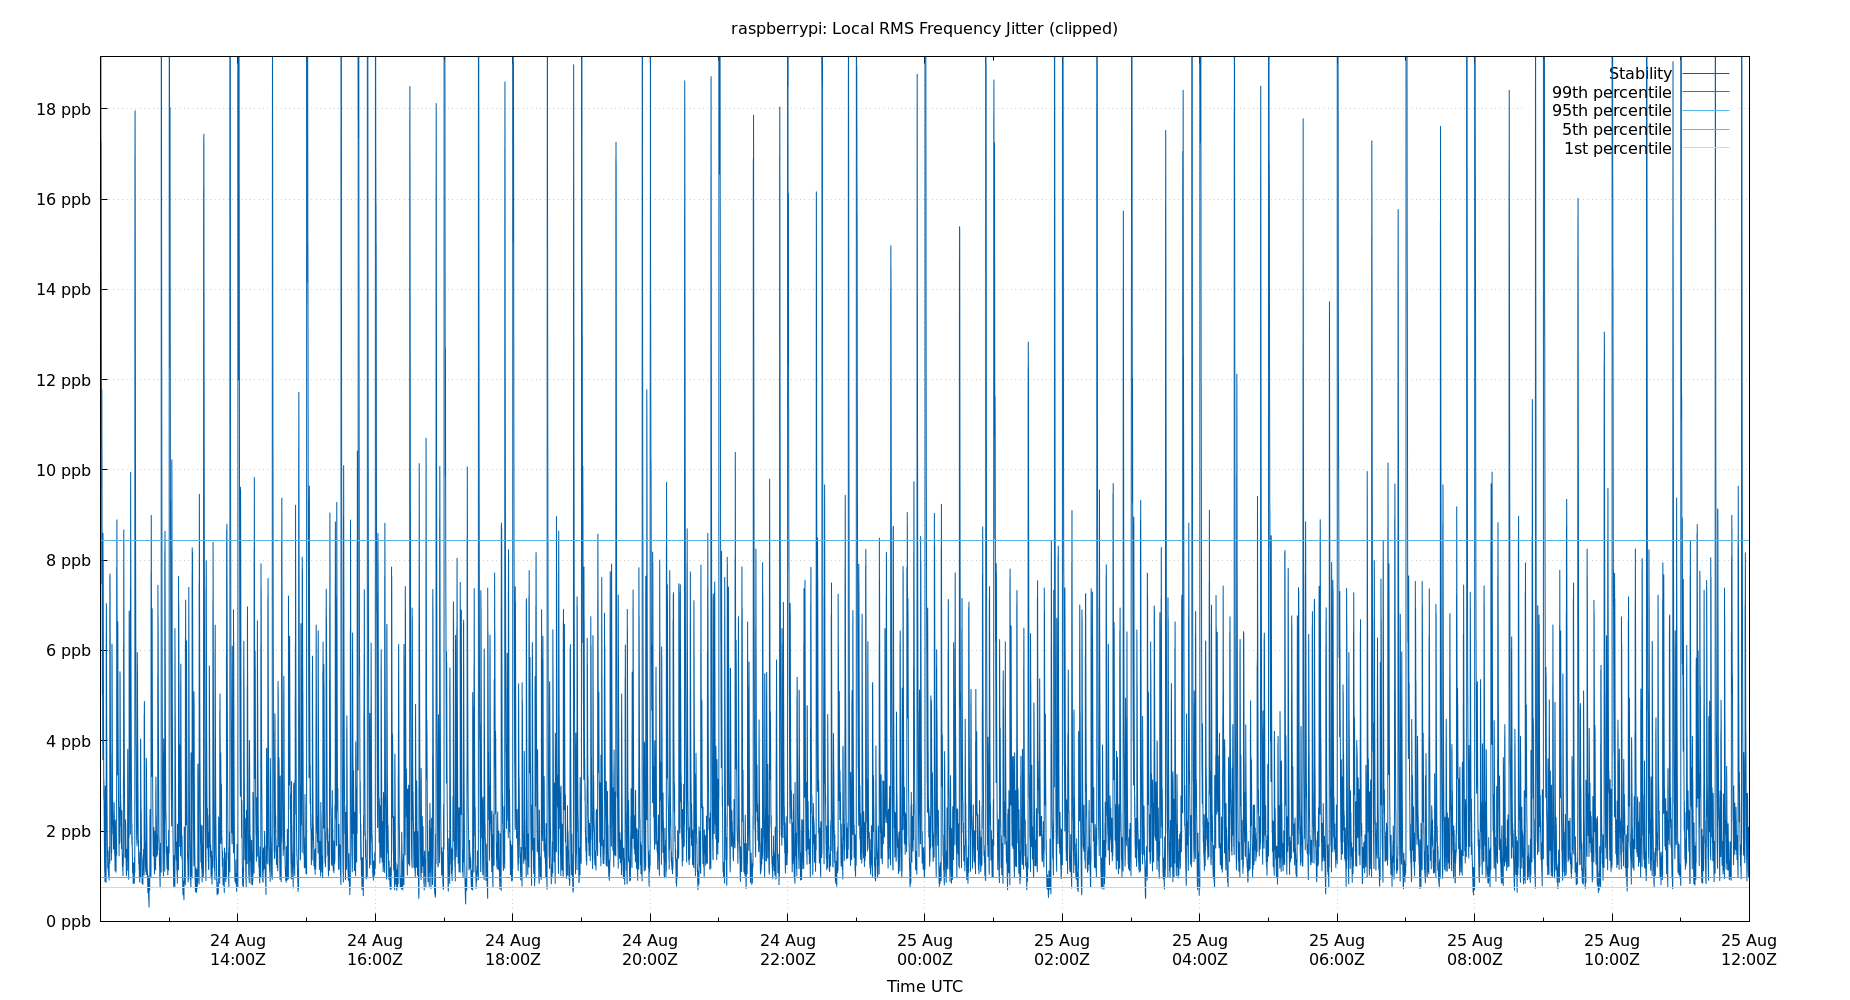 raspberrypi: Local RMS Frequency Jitter (clipped)
Stability
99th percentile
95th percentile
5th percentile
1st percentile
18 ppb
16 ppb
14 ppb
12 ppb
10 ppb
8 ppb
6 ppb
4 ppb
2 ppb
0 ppb
24 Aug 24 Aug 24 Aug 24 Aug 24 Aug 25 Aug 25 Aug 25 Aug 25 Aug 25 Aug 25 Aug 25 Aug
14:00Z 16:00Z 18:00Z 20:00Z 22:00Z 00:00Z 02:00Z 04:00Z 06:00Z 08:00Z 10:00Z 12:00Z
Time UTC